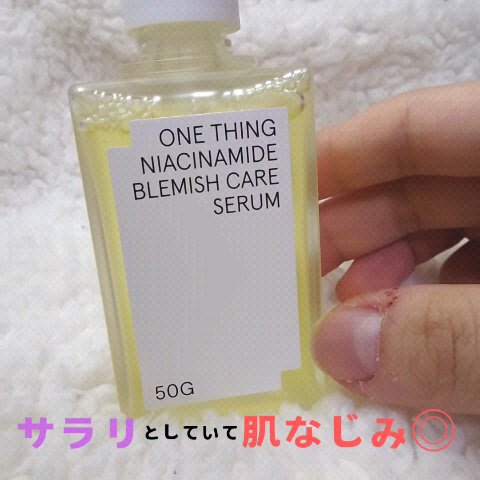 ONE THING
NIACINAMIDE
BLEMISH CARE
SERUM
50G
サラリとしていて肌なじみ◎